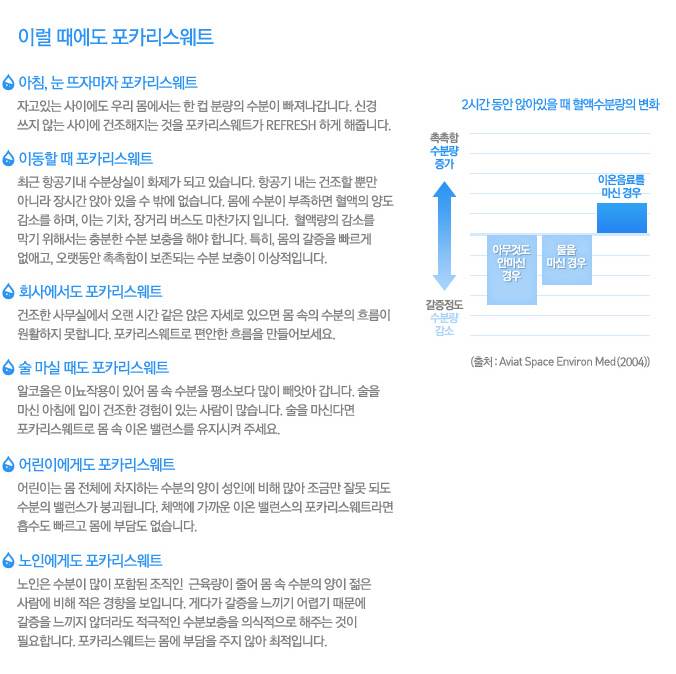 이럴 때에도 포카리스웨트
아침, 눈 뜨자마자 포카리스웨트
자고있는 사이에도 우리 몸에서는 한 컵 분량의 수분이 빠져나갑니다. 신경
쓰지 않는 사이에 건조해지는 것을 포카리스웨트가 REFRESH 하게 해줍니다.
이동할 때 포카리스웨트
최근 항공기내 수분상실이 화제가 되고 있습니다. 항공기 내는 건조할 뿐만
아니라 장시간 앉아 있을 수 밖에 없습니다. 몸에 수분이 부족하면 혈액의 양도
감소를 하며, 이는 기차, 장거리 버스도 마찬가지 입니다. 혈액량의 감소를
막기 위해서는 충분한 수분 보충을 해야 합니다. 특히, 몸의 갈증을 빠르게
없애고, 오랫동안 촉촉함이 보존되는 수분 보충이 이상적입니다.
회사에서도 포카리스웨트
건조한 사무실에서 오랜 시간 같은 앉은 자세로 있으면 몸 속의 수분의 흐름이
원활하지 못합니다. 포카리스웨트로 편안한 흐름을 만들어보세요.
술 마실 때도 포카리스웨트
알코올은 이뇨작용이 있어 몸 속 수분을 평소보다 많이 빼앗아 갑니다. 술을
마신 아침에 입이 건조한 경험이 있는 사람이 많습니다. 술을 마신다면
포카리스웨트로 몸 속 이온 밸런스를 유지시켜 주세요.
어린이에게도 포카리스웨트
어린이는 몸 전체에 차지하는 수분의 양이 성인에 비해 많아 조금만 잘못 되도
수분의 밸런스가 붕괴됩니다. 체액에 가까운 이온 밸런스의 포카리스웨트라면
흡수도 빠르고 몸에 부담도 없습니다.
노인에게도 포카리스웨트
노인은 수분이 많이 포함된 조직인 근육량이 줄어 몸 속 수분의 양이 젊은
사람에 비해 적은 경향을 보입니다. 게다가 갈증을 느끼기 어렵기 때문에
갈증을 느끼지 않더라도 적극적인 수분보충을 의식적으로 해주는 것이
필요합니다. 포카리스웨트는 몸에 부담을 주지 않아 최적입니다.
2시간 동안 앉아있을 때 혈액수분량의 변화
촉촉함
수분량
증가
이온음료를
마신 경우
아무것도
안마신
경우
물을
마신 경우
갈증정도
수분량
감소
(출처 : Aviat Space Environ Med (2004))